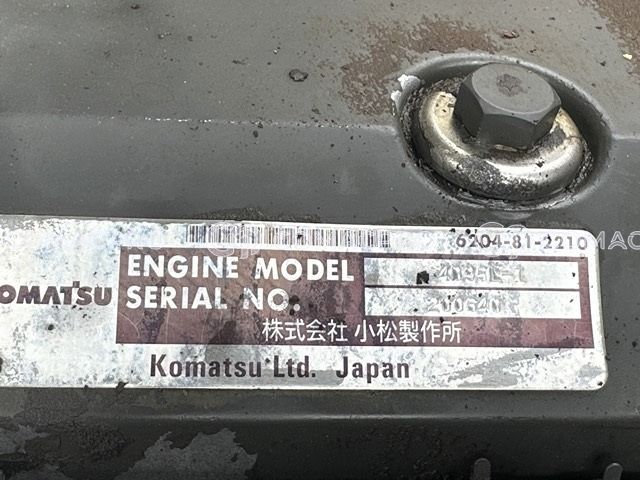 6204-81-2210
ENGINE MODEL
KOMATSU SERIAL NO.
株式会社 小松製作所
Komatsu Ltd. Japan